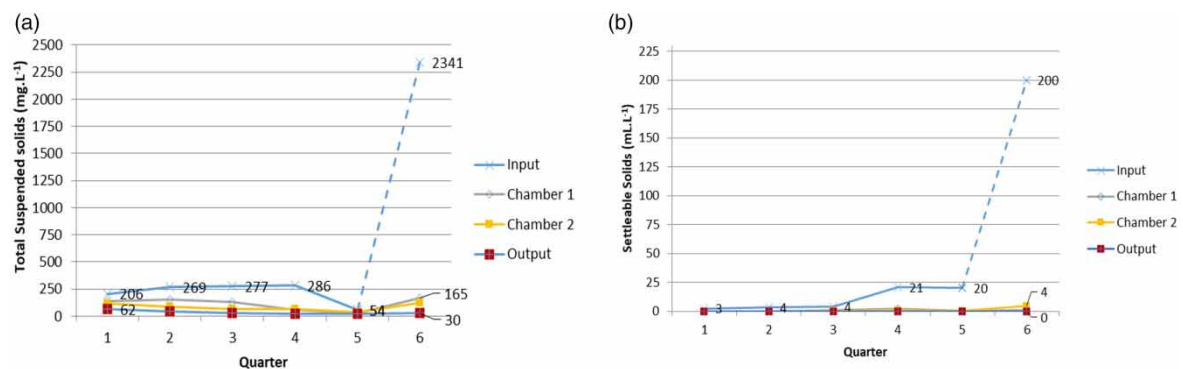 (a)
Total Suspended solids (mg.L⁻¹)
2500
2250
2000
1750
1500
1250
1000
750
500
250
0
2341
206
269
277
286
54
165
62
30
1 2 3 4 5 6
Quarter
Input
Chamber 1
Chamber 2
Output
(b)
Settleable Solids (mL.L⁻¹)
225
200
175
150
125
100
75
50
25
0
200
3
4
4
21
20
4
0
1 2 3 4 5 6
Quarter
Input
Chamber 1
Chamber 2
Output